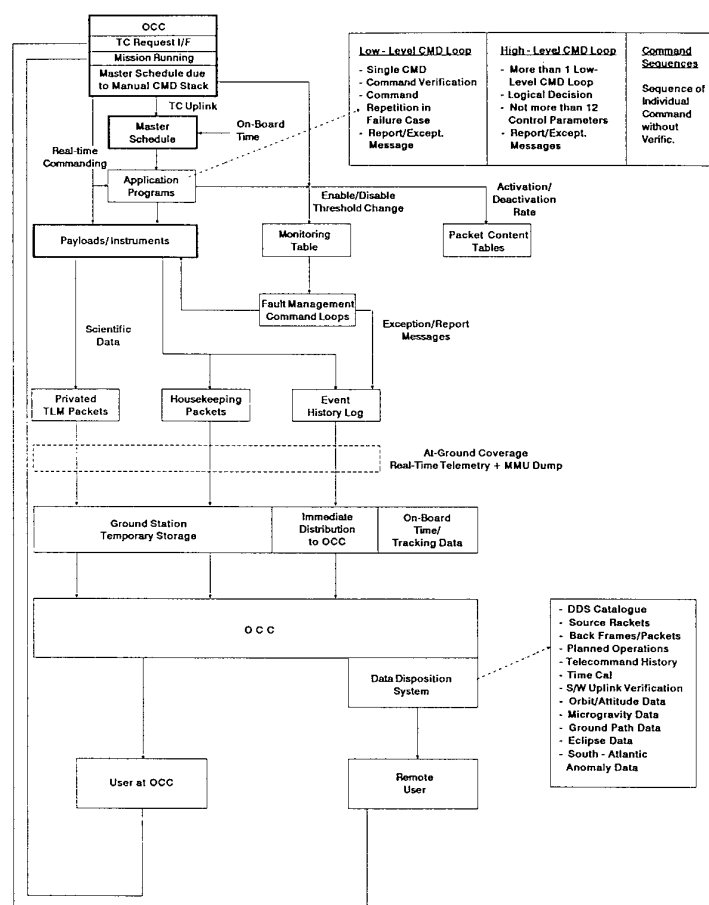 OCC
TC Request I/F
Mission Running
Master Schedule due
to Manual CMD Stack
TC Uplink
Master
Schedule
On-Board
Time
Real-time
Commanding
Application
Programs
Low - Level CMD Loop
- Single CMD
- Command Verification
- Command
Repetition in
Failure Case
- Report/Except.
Message
High - Level CMD Loop
- More than 1 Low-
Level CMD Loop
- Logical Decision
- Not more than 12
Control Parameters
- Report/Except.
Messages
Command
Sequences
Sequence of
Individual
Command
without
Verific.
Enable/Disable
Threshold Change
Activation/
Deactivation
Rate
Payloads/Instruments
Monitoring
Table
Packet Content
Tables
Fault Management
Command Loops
Scientific
Data
Exception/Report
Messages
Privated
TLM Packets
Housekeeping
Packets
Event
History Log
At-Ground Coverage
Real-Time Telemetry + MMU Dump
Ground Station
Temporary Storage
Immediate
Distribution
to OCC
On-Board
Time/
Tracking Data
O C C
Data Disposition
System
- DDS Catalogue
- Source Rackets
- Back Frames/Packets
- Planned Operations
- Telecommand History
- Time Cal
- S/W Uplink Verification
- Orbit/Attitude Data
- Microgravity Data
- Ground Path Data
- Eclipse Data
- South - Atlantic
Anomaly Data
User at OCC
Remote
User